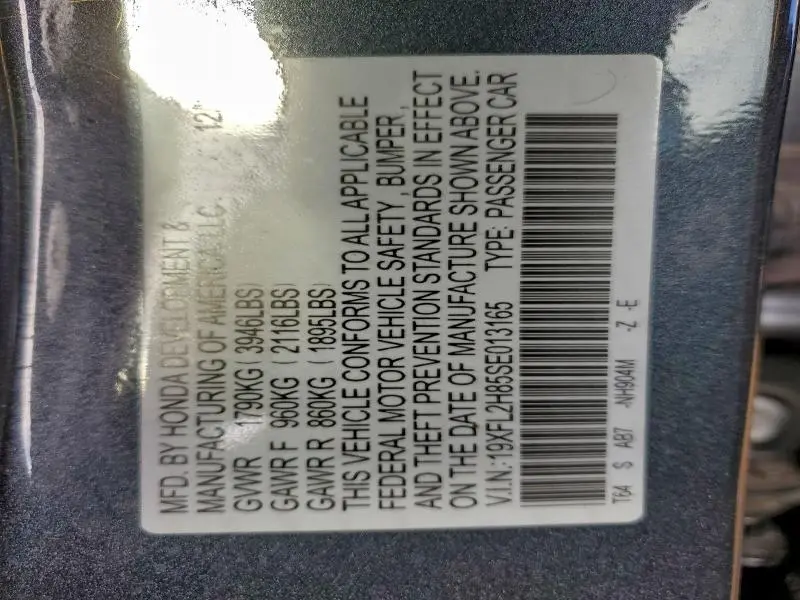 MFD. BY HONDA DEVELOPMENT &
MANUFACTURING OF AMERICA, LLC.
GVWR 1790KG (3946LBS)
GAWR F 960KG (2116LBS)
GAWR R 860KG (1895LBS)
THIS VEHICLE CONFORMS TO ALL APPLICABLE
FEDERAL MOTOR VEHICLE SAFETY, BUMPER,
AND THEFT PREVENTION STANDARDS IN EFFECT
ON THE DATE OF MANUFACTURE SHOWN ABOVE.
V.I.N.:19XFL2H85SE013165 TYPE: PASSENGER CAR
T64 S AB7 -NH904M -Z -E